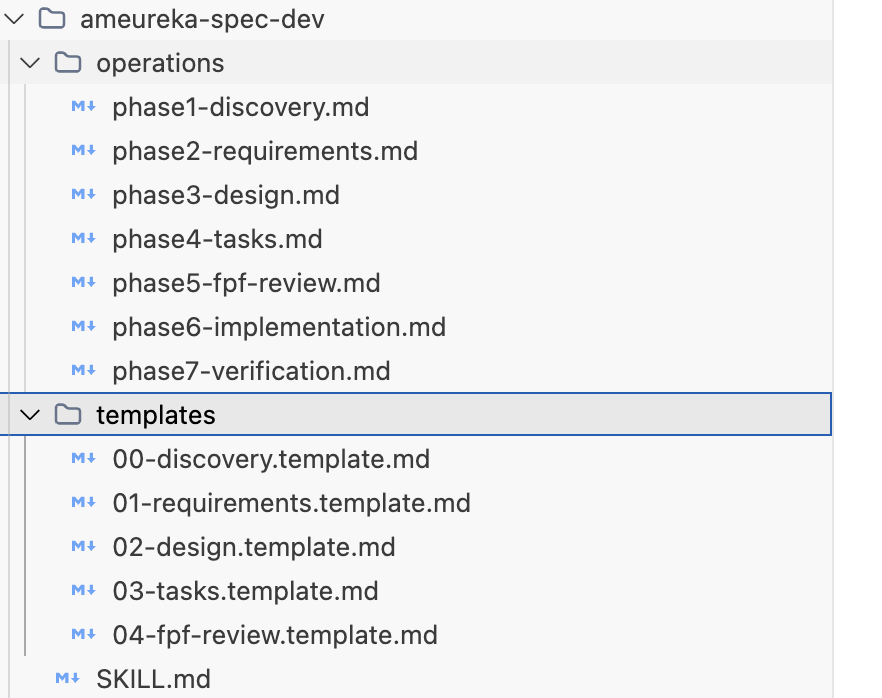 ameureka-spec-dev
operations
M↓ phase1-discovery.md
M↓ phase2-requirements.md
M↓ phase3-design.md
M↓ phase4-tasks.md
M↓ phase5-fpf-review.md
M↓ phase6-implementation.md
M↓ phase7-verification.md
templates
M↓ 00-discovery.template.md
M↓ 01-requirements.template.md
M↓ 02-design.template.md
M↓ 03-tasks.template.md
M↓ 04-fpf-review.template.md
M↓ SKILL.md